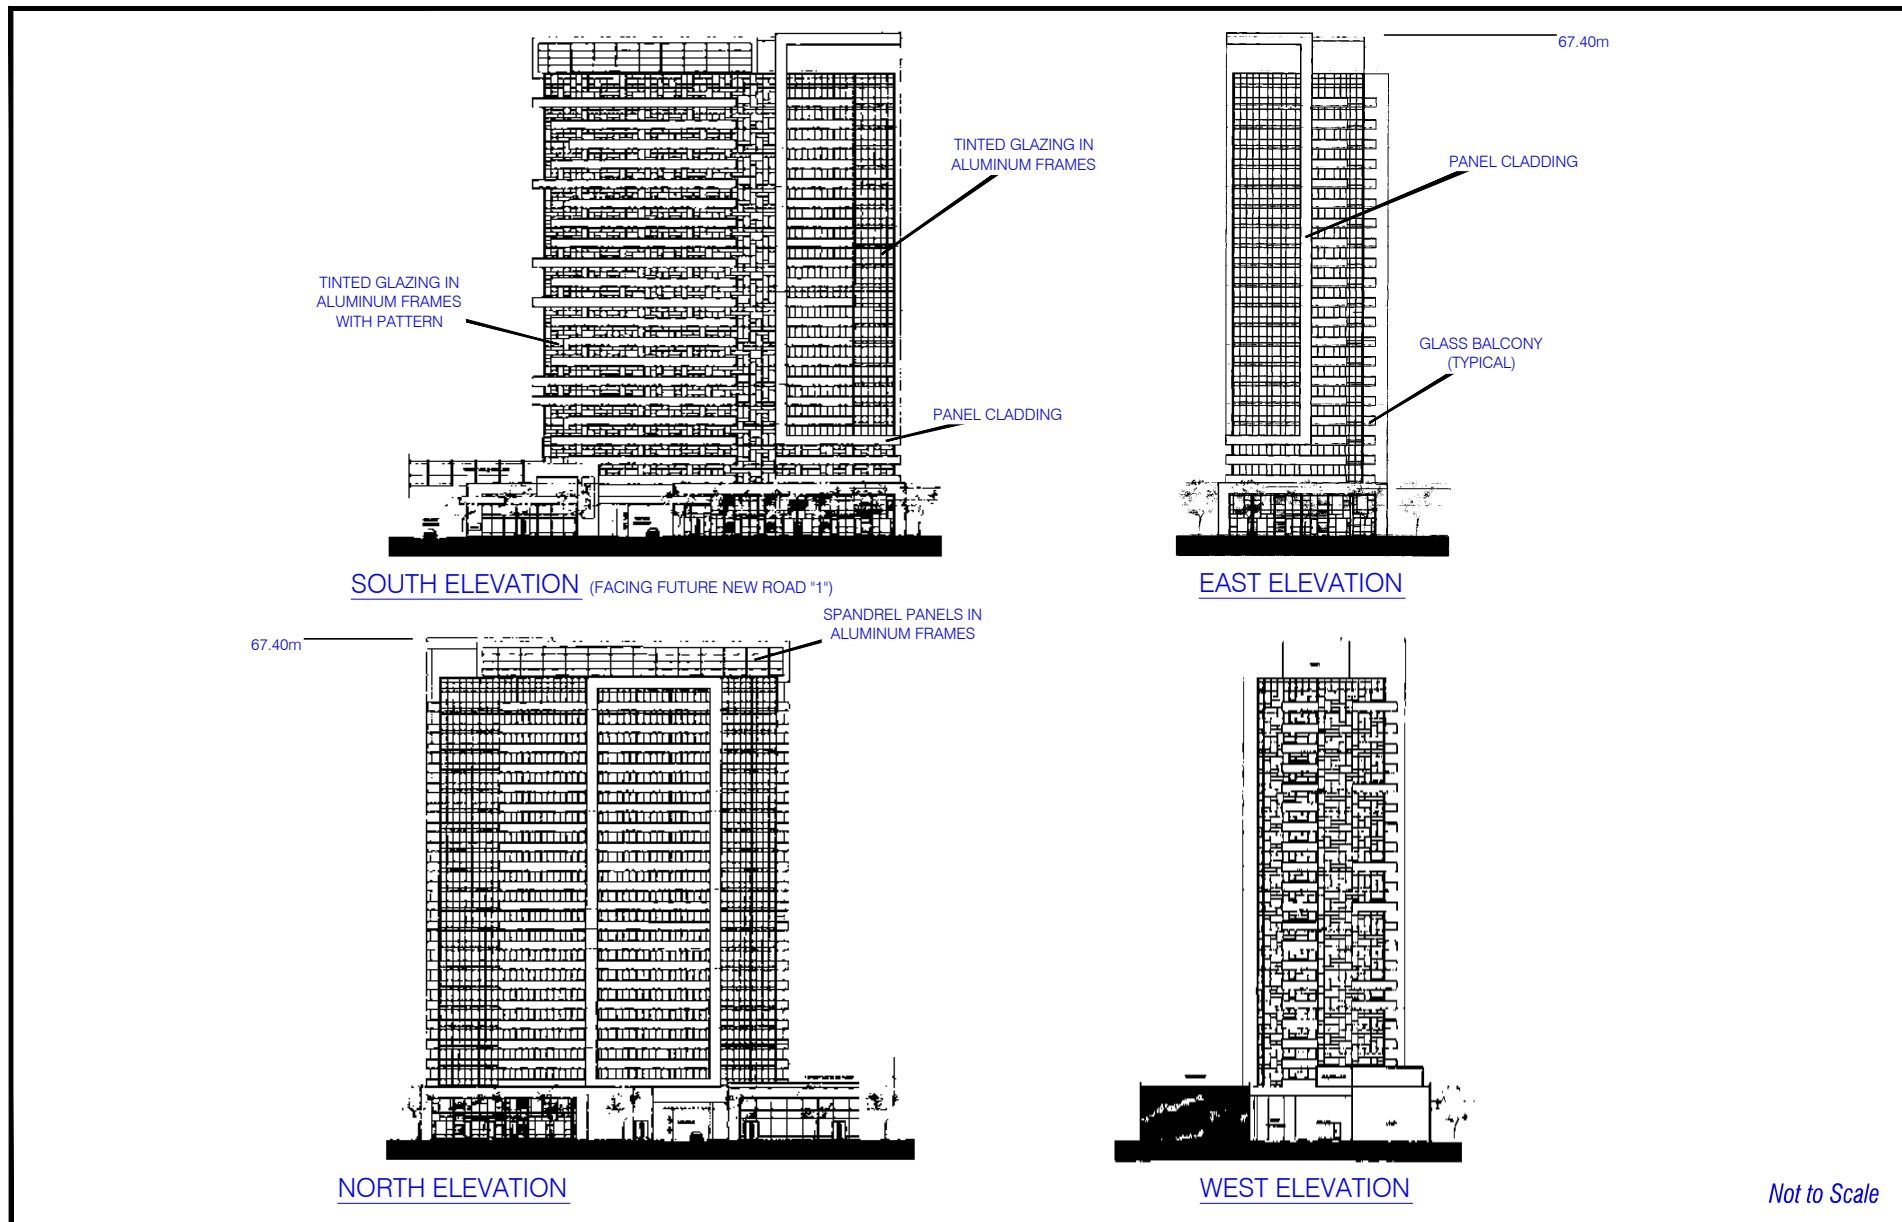 67.40m
TINTED GLAZING IN
ALUMINUM FRAMES
PANEL CLADDING
TINTED GLAZING IN
ALUMINUM FRAMES
WITH PATTERN
GLASS BALCONY
(TYPICAL)
PANEL CLADDING
SOUTH ELEVATION (FACING FUTURE NEW ROAD "1")
EAST ELEVATION
SPANDREL PANELS IN
ALUMINUM FRAMES
67.40m
NORTH ELEVATION
WEST ELEVATION
Not to Scale